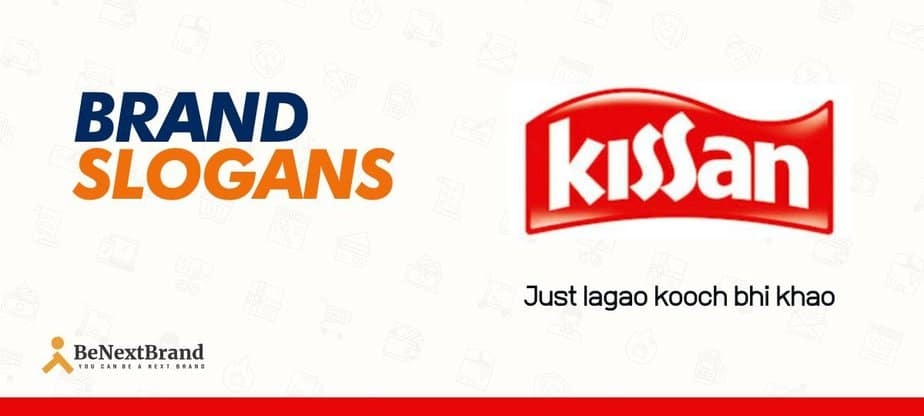 BRAND
SLOGANS
kissan
Just lagao kooch bhi khao
BeNextBrand
YOU CAN BE A NEXT BRAND